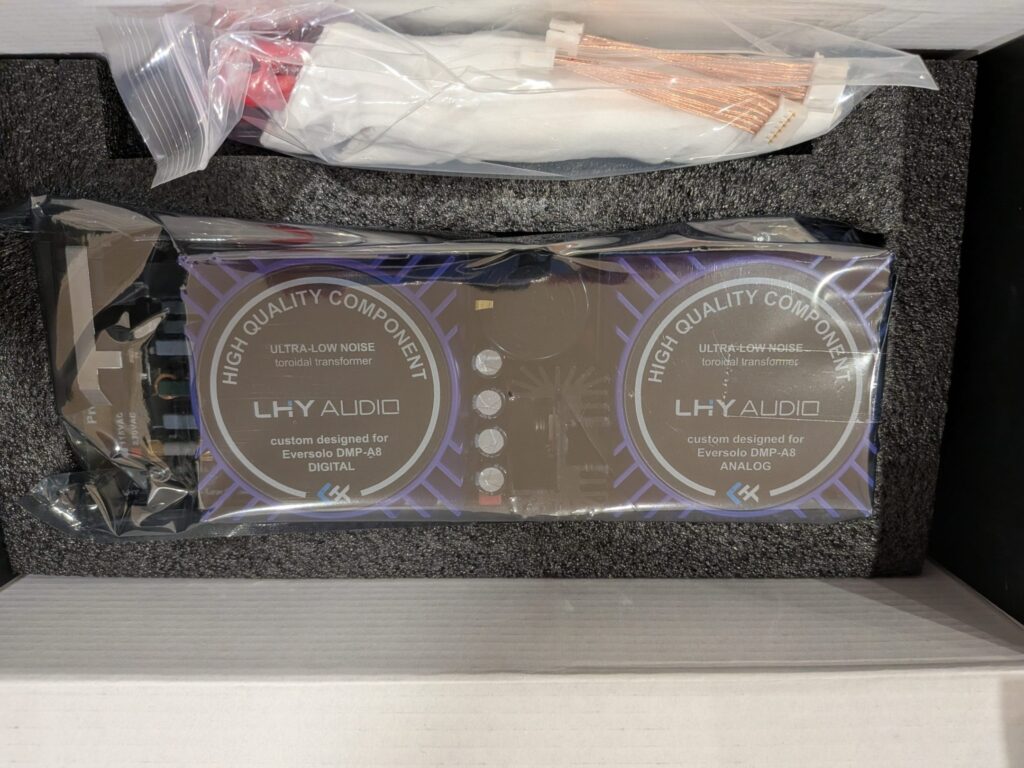 HIGH QUALITY COMPONENT
ULTRA-LOW NOISE
toroidal transformer
LHY AUDIO
custom designed for
Eversolo DMP-A8
DIGITAL
HIGH QUALITY COMPONENT
ULTRA-LOW NOISE
toroidal transformer
LHY AUDIO
custom designed for
Eversolo DMP-A8
ANALOG